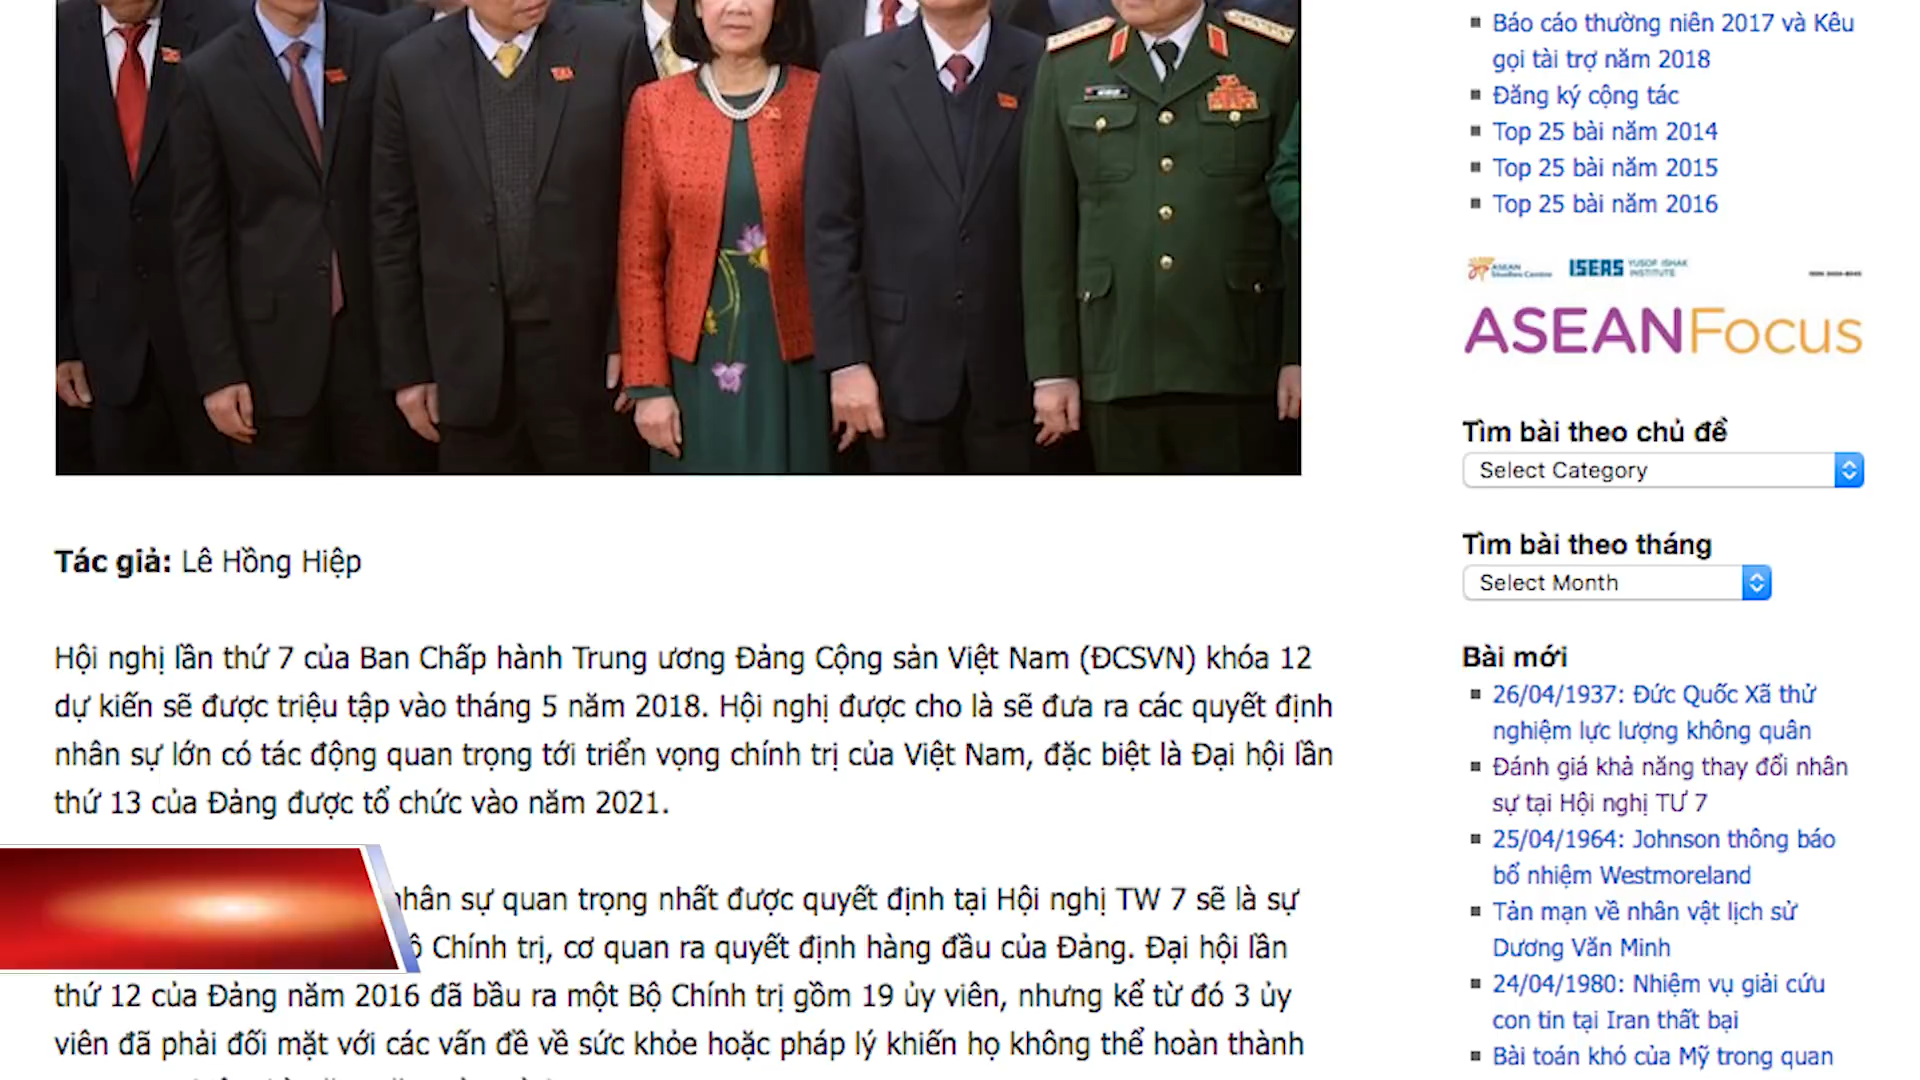 Báo cáo thường niên 2017 và Kêu
gọi tài trợ năm 2018
Đăng ký cộng tác
Top 25 bài năm 2014
Top 25 bài năm 2015
Top 25 bài năm 2016
ASEAN
Studies Centre
ISEAS YUSOF ISHAK
INSTITUTE
ASEANFocus
Tìm bài theo chủ đề
Select Category
Tìm bài theo tháng
Select Month
Bài mới
26/04/1937: Đức Quốc Xã thử
nghiệm lực lượng không quân
Đánh giá khả năng thay đổi nhân
sự tại Hội nghị TƯ 7
25/04/1964: Johnson thông báo
bổ nhiệm Westmoreland
Tản mạn về nhân vật lịch sử
Dương Văn Minh
24/04/1980: Nhiệm vụ giải cứu
con tin tại Iran thất bại
Bài toán khó của Mỹ trong quan
Tác giả: Lê Hồng Hiệp
Hội nghị lần thứ 7 của Ban Chấp hành Trung ương Đảng Cộng sản Việt Nam (ĐCSVN) khóa 12
dự kiến sẽ được triệu tập vào tháng 5 năm 2018. Hội nghị được cho là sẽ đưa ra các quyết định
nhân sự lớn có tác động quan trọng tới triển vọng chính trị của Việt Nam, đặc biệt là Đại hội lần
thứ 13 của Đảng được tổ chức vào năm 2021.
nhân sự quan trọng nhất được quyết định tại Hội nghị TW 7 sẽ là sự
Chính trị, cơ quan ra quyết định hàng đầu của Đảng. Đại hội lần
thứ 12 của Đảng năm 2016 đã bầu ra một Bộ Chính trị gồm 19 ủy viên, nhưng kể từ đó 3 ủy
viên đã phải đối mặt với các vấn đề về sức khỏe hoặc pháp lý khiến họ không thể hoàn thành